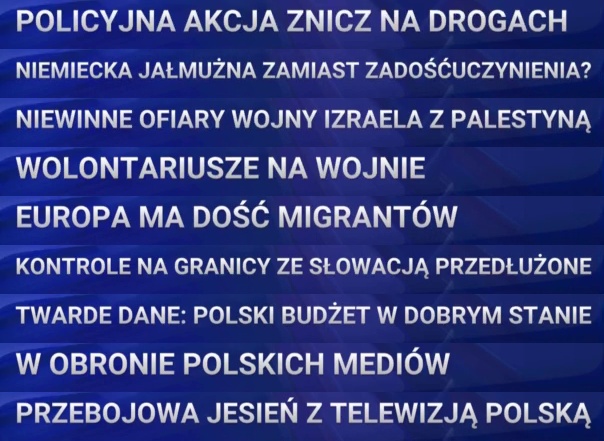 POLICYJNA AKCJA ZNICZ NA DROGACH
NIEMIECKA JAŁMUŻNA ZAMIAST ZADOŚĆUCZYNIENIA?
NIEWINNE OFIARY WOJNY IZRAELA Z PALESTYNĄ
WOLONTARIUSZE NA WOJNIE
EUROPA MA DOŚĆ MIGRANTÓW
KONTROLE NA GRANICY ZE SŁOWACJĄ PRZEDŁUŻONE
TWARDE DANE: POLSKI BUDŻET W DOBRYM STANIE
W OBRONIE POLSKICH MEDIÓW
PRZEBOJOWA JESIEŃ Z TELEWIZJĄ POLSKĄ